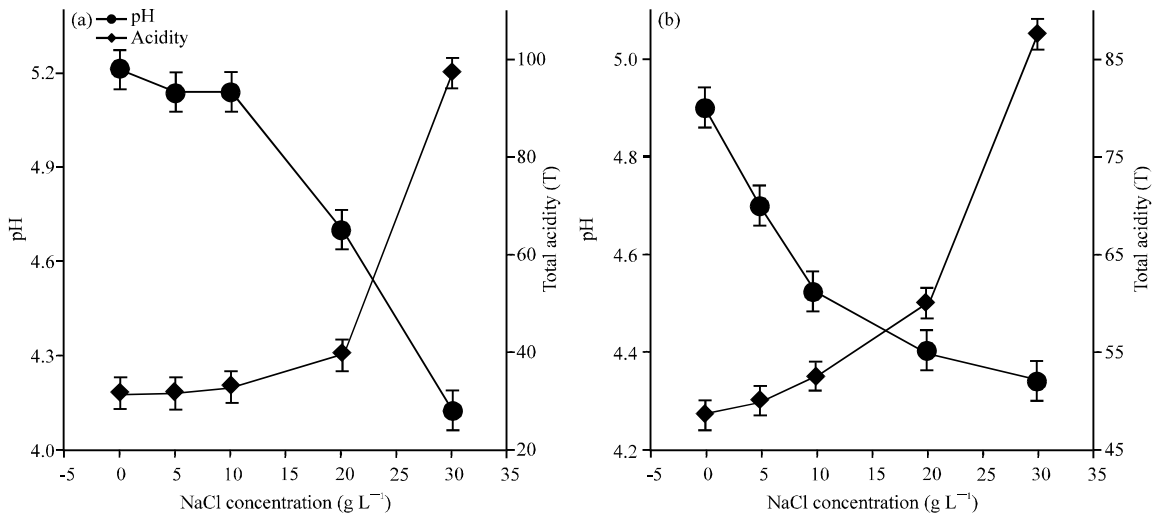 (a)
pH
Acidity
(b)
5.2
4.9
4.6
4.3
4.0
pH
100
80
60
40
20
Total acidity (T)
-5 0 5 10 15 20 25 30 35
NaCl concentration (g L⁻¹)
5.0
4.8
4.6
4.4
4.2
pH
85
75
65
55
45
Total acidity (T)
-5 0 5 10 15 20 25 30 35
NaCl concentration (g L⁻¹)